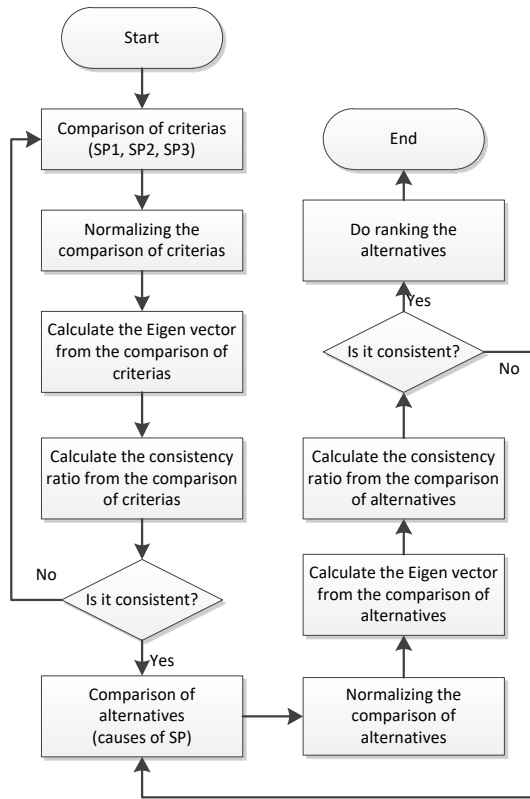 Start
Comparison of criterias
(SP1, SP2, SP3)
Normalizing the
comparison of criterias
Calculate the Eigen vector
from the comparison of
criterias
Calculate the consistency
ratio from the comparison
of criterias
No
Is it consistent?
Yes
Comparison of
alternatives
(causes of SP)
Normalizing the
comparison of
alternatives
Calculate the Eigen vector
from the comparison of
alternatives
Calculate the consistency
ratio from the comparison
of alternatives
Is it consistent?
No
Yes
Do ranking the
alternatives
End